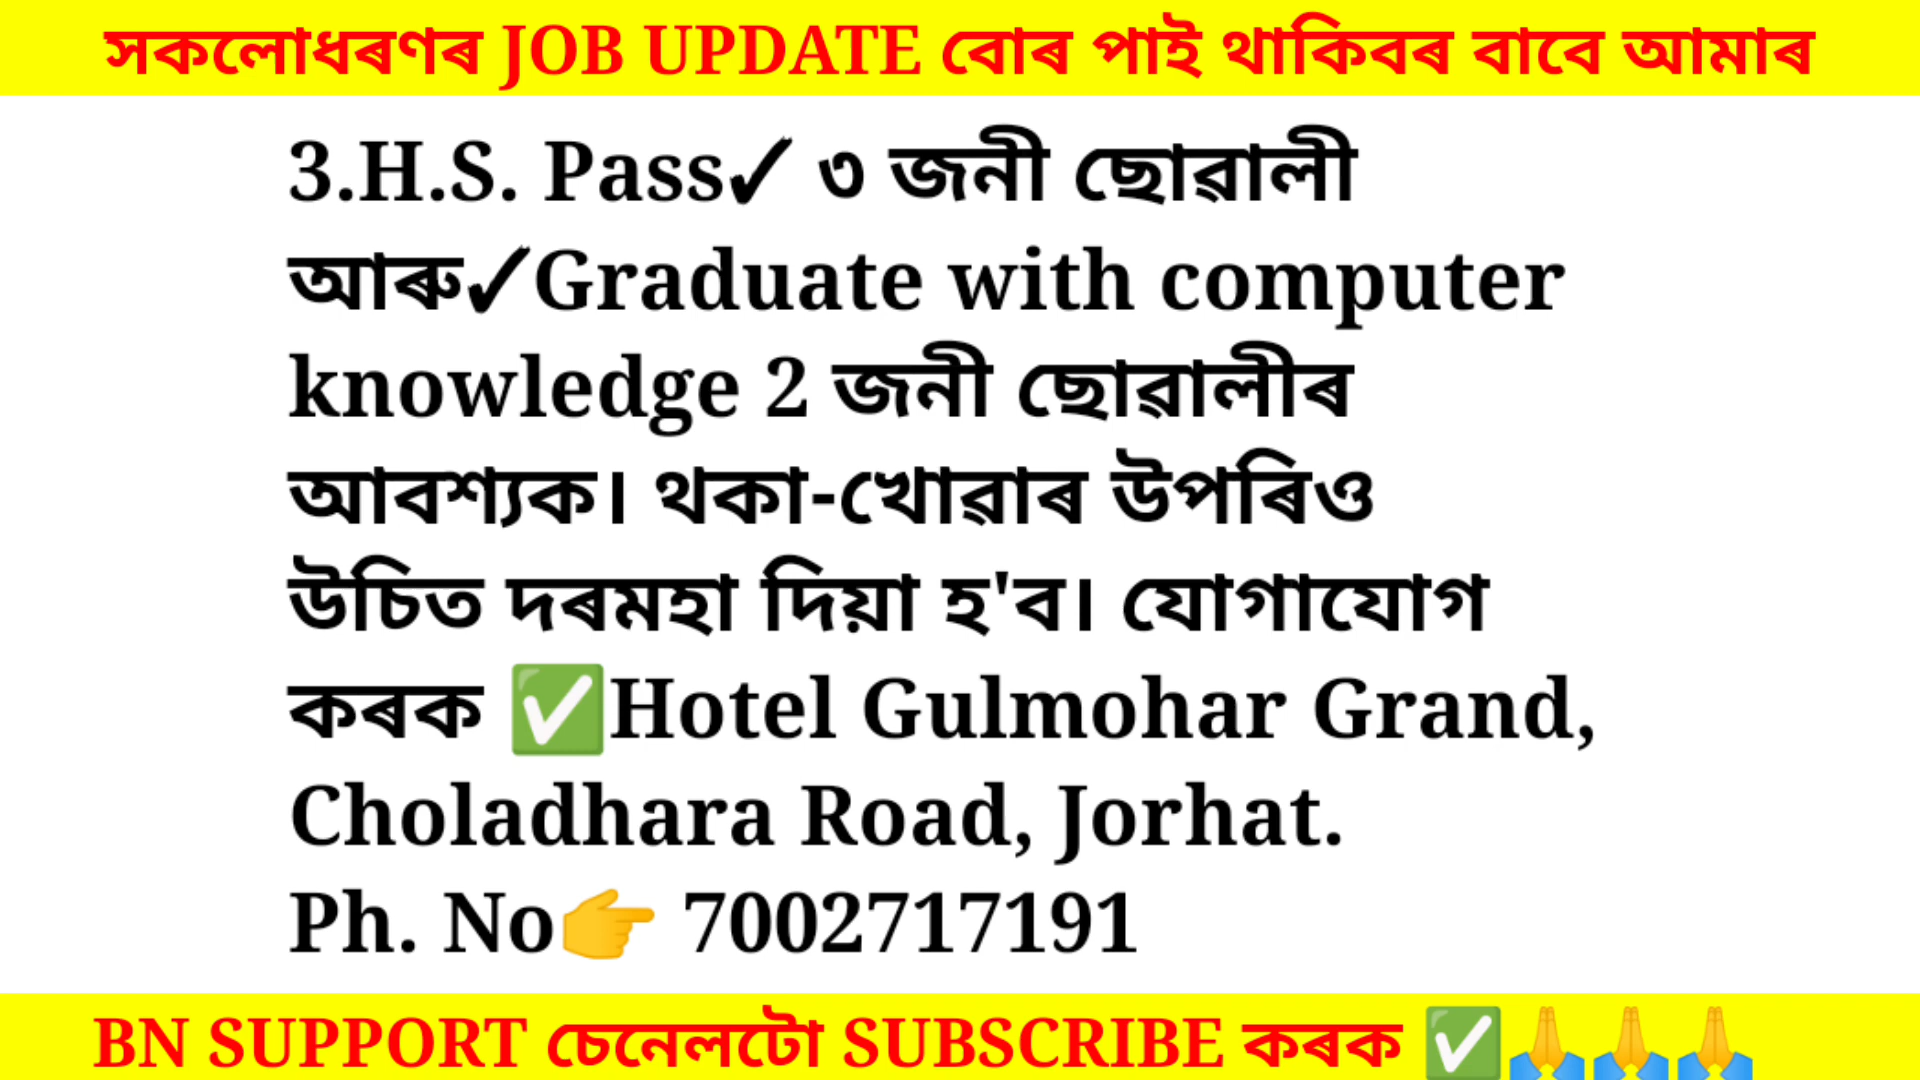 সকলোধৰণৰ JOB UPDATE বোৰ পাই থাকিবৰ বাবে আমাৰ
3.H.S. Pass✓ ৩ জনী ছোৱালী
আৰু✓Graduate with computer
knowledge 2 জনী ছোৱালীৰ
আবশ্যক। থকা-খোৱাৰ উপৰিও
উচিত দৰমহা দিয়া হ'ব। যোগাযোগ
কৰক ✅Hotel Gulmohar Grand,
Choladhara Road, Jorhat.
Ph. No👉 7002717191
BN SUPPORT চেনেলটো SUBSCRIBE কৰক ✅🙏🙏🙏